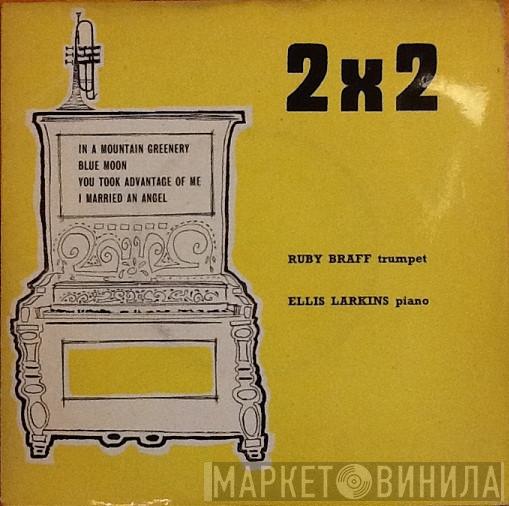 2x2
IN A MOUNTAIN GREENERY
BLUE MOON
YOU TOOK ADVANTAGE OF ME
I MARRIED AN ANGEL
RUBY BRAFF trumpet
ELLIS LARKINS piano
МАРКЕТ ВИНИЛА